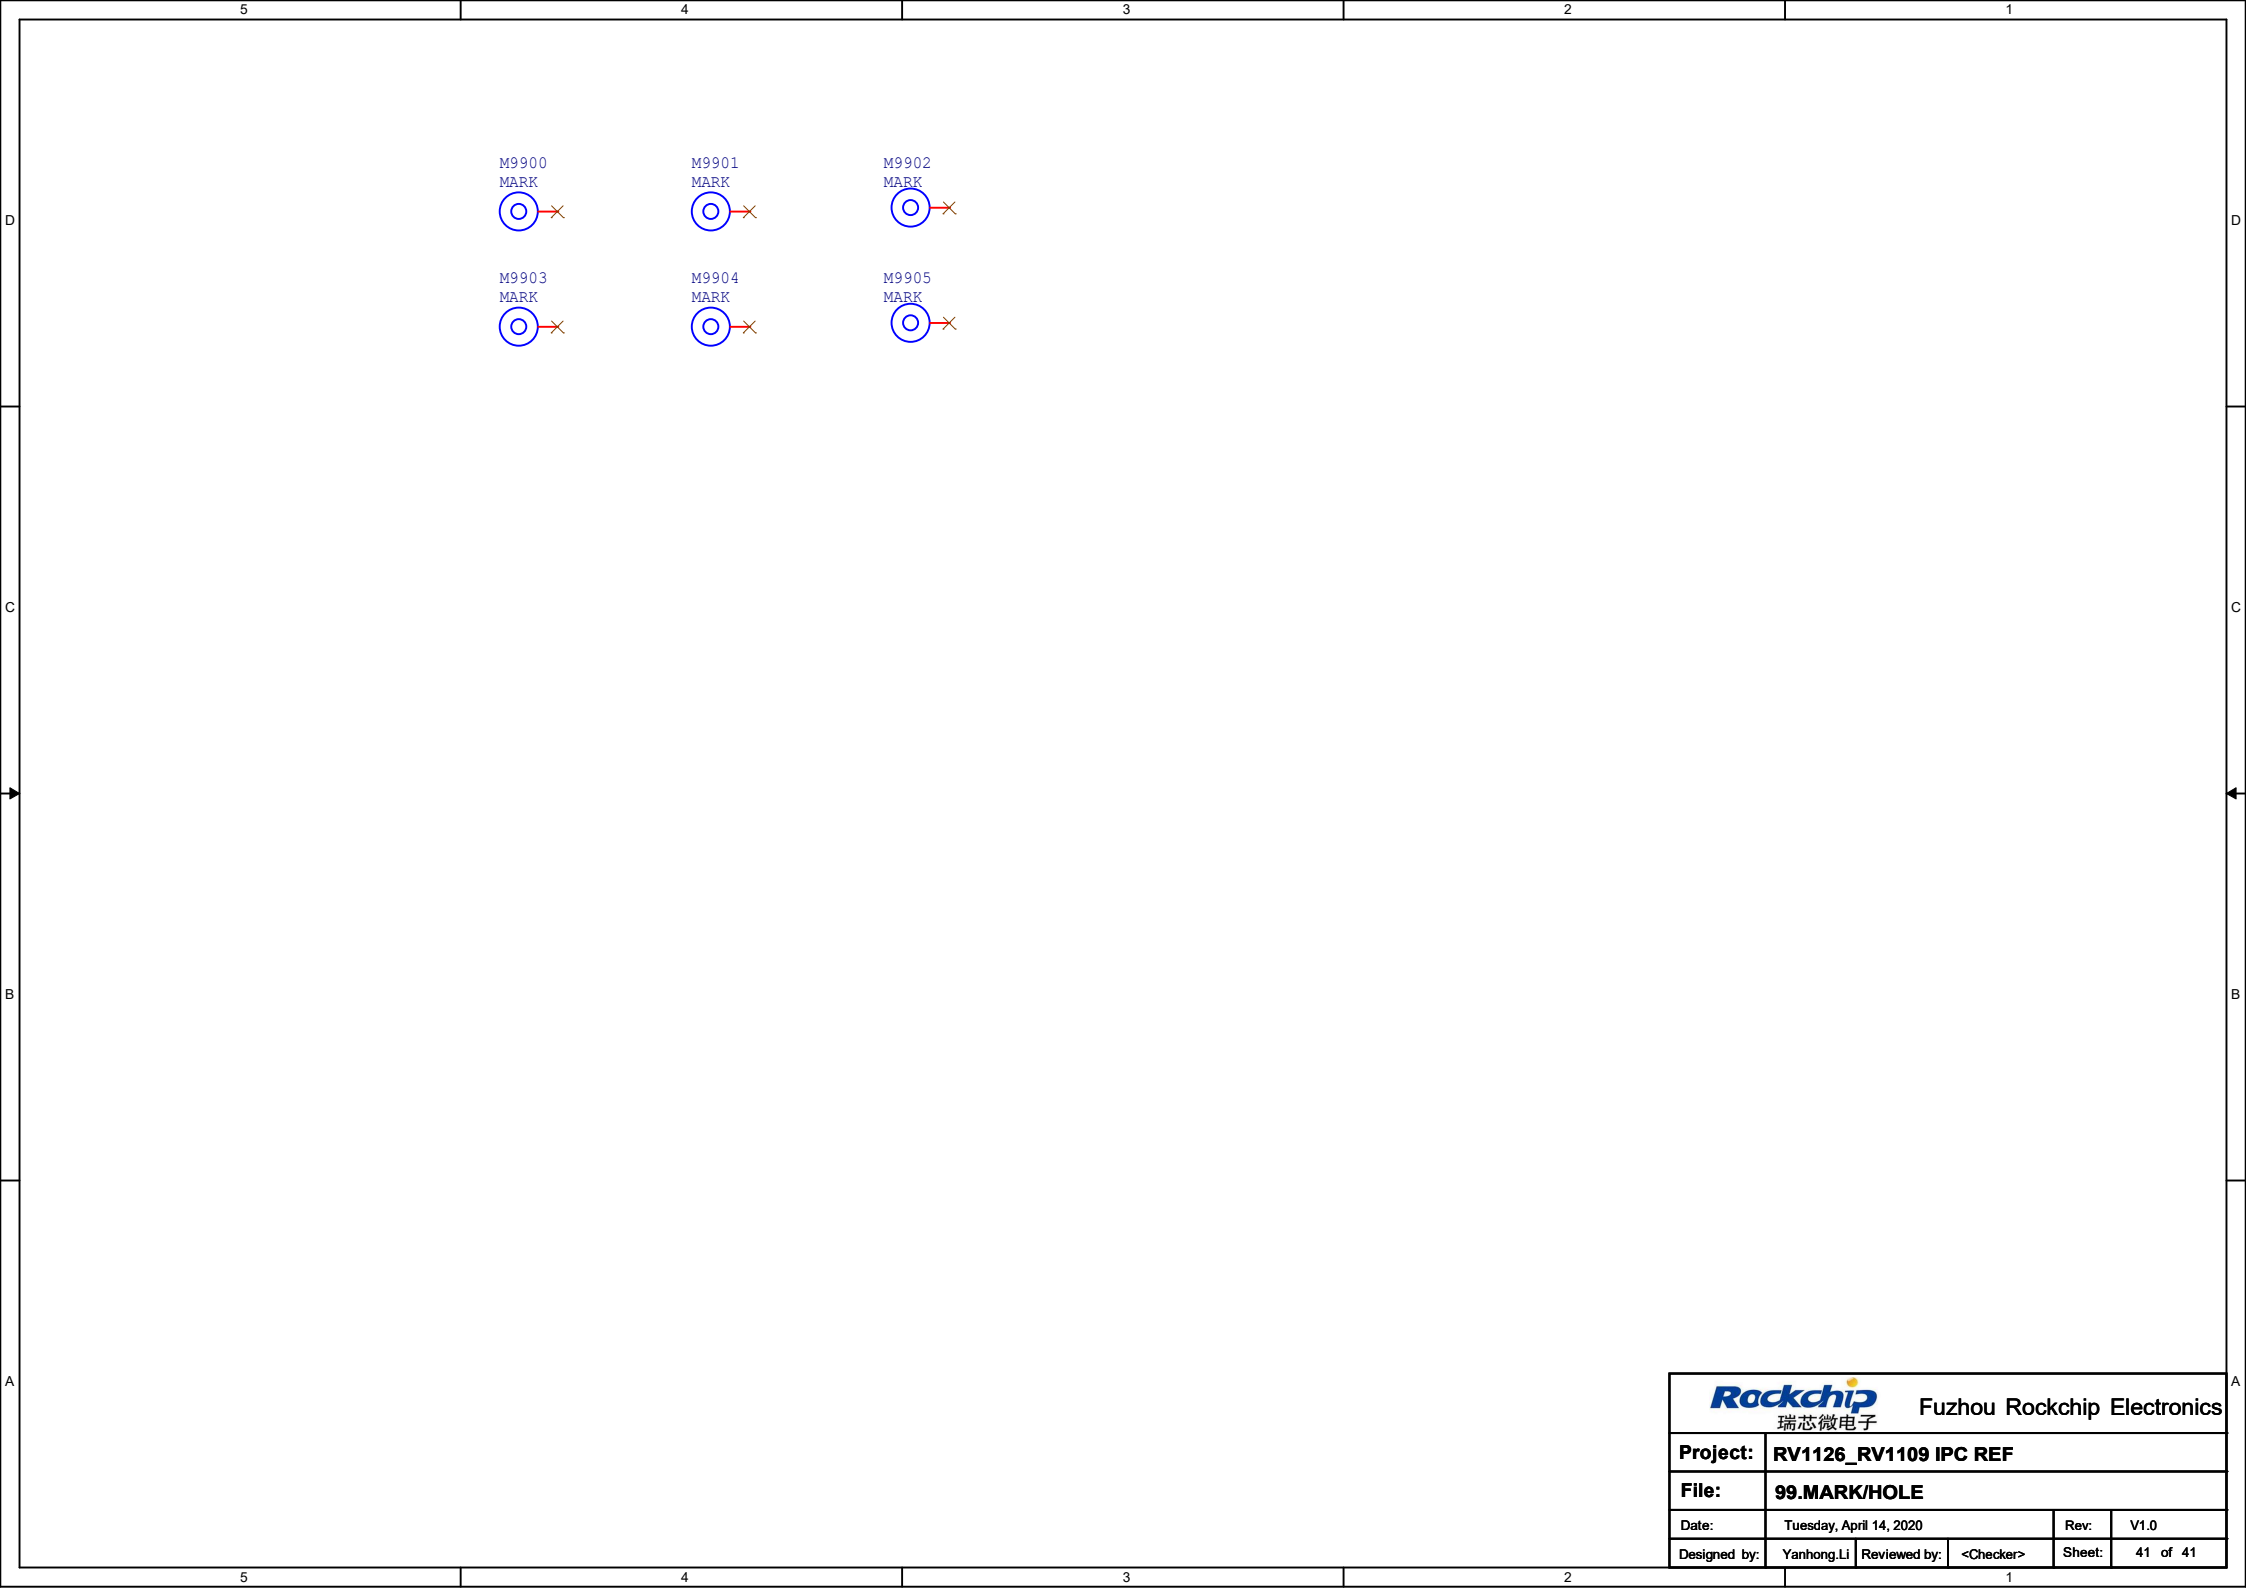 5 4 3 2 1
M9900 M9901 M9902
MARK MARK MARK
D D
M9903 M9904 M9905
MARK MARK MARK
C C
B B
A A
Rockchip
瑞芯微电子
Fuzhou Rockchip Electronics
Project: RV1126_RV1109 IPC REF
File: 99.MARK/HOLE
Date: Tuesday, April 14, 2020 Rev: V1.0
Designed by: Yanhong.Li Reviewed by: <Checker> Sheet: 41 of 41
5 4 3 2 1